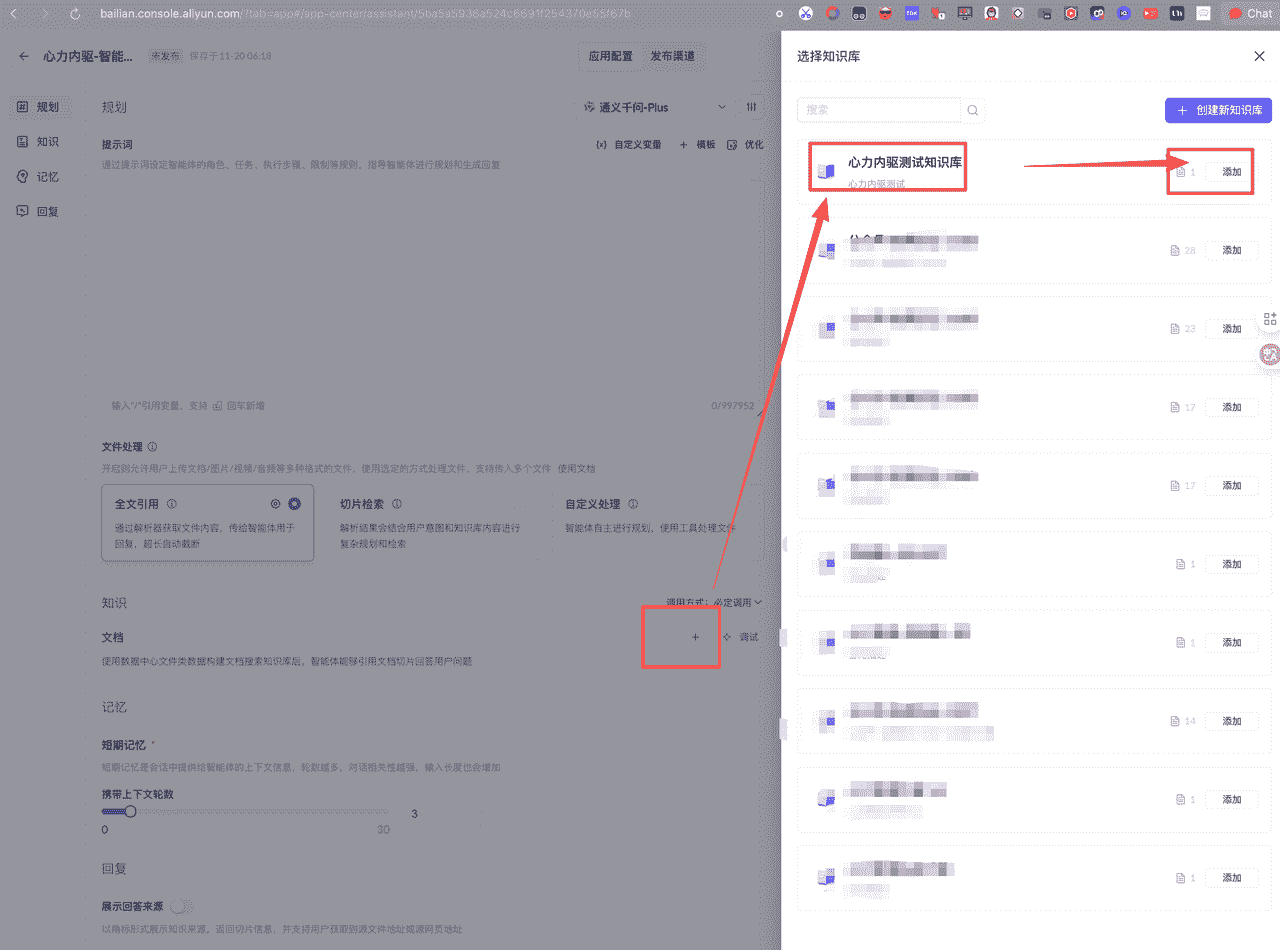 bailian.console.aliyun.com/?tab=app#/app-center/assistant/5ba5a5936a524c6691f254370e55f67b
Chat
心力内驱-智能...
未发布
保存于11-20 06:18
应用配置
发布渠道
规划
知识
记忆
回复
规划
通义千问-Plus
提示词
自定义变量
模板
优化
通过提示词设定智能体的角色、任务、执行步骤、限制等规则，指导智能体进行规划和生成回复
输入"/"引用变量，支持
回车新增
0/997952
文件处理
开启则允许用户上传文档/图片/视频/音频等多种格式的文件，使用选定的方式处理文件，支持传入多个文件 使用文档
全文引用
通过解析器获取文件内容，传给智能体用于
回复，超长自动截断
切片检索
解析结果会结合用户意图和知识库内容进行
复杂规划和检索
自定义处理
智能体自主进行规划，使用工具处理文件
知识
调用方式：必定调用
文档
+
调试
使用数据中心文件类数据构建文档搜索知识库后，智能体能够引用文档切片回答用户问题
记忆
短期记忆 *
短期记忆是会话中提供给智能体的上下文信息，轮数越多，对话相关性越强，输入长度也会增加
携带上下文轮数
3
0
30
回复
展示回答来源
以角标形式展示知识来源。返回切片信息，并支持用户获取到源文件地址或源网页地址
选择知识库
搜索
+ 创建新知识库
心力内驱测试知识库
心力内驱测试
1
添加
28
添加
23
添加
17
添加
17
添加
1
添加
1
添加
14
添加
1
添加
1
添加